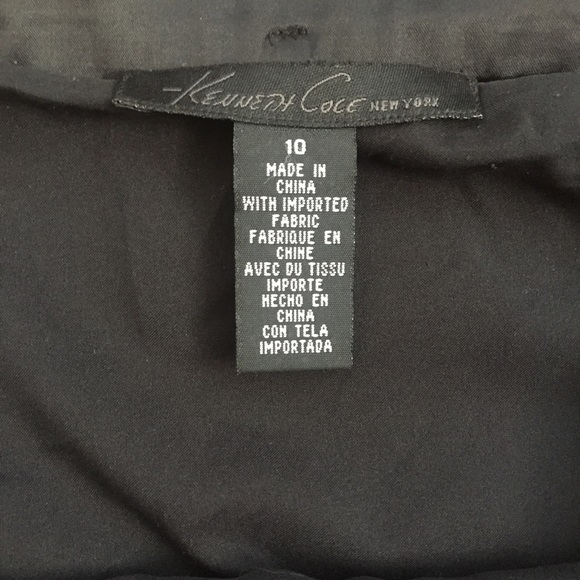 KENNETH COLE NEW YORK
10
MADE IN
CHINA
WITH IMPORTED
FABRIC
FABRIQUE EN
CHINE
AVEC DU TISSU
IMPORTE
HECHO EN
CHINA
CON TELA
IMPORTADA